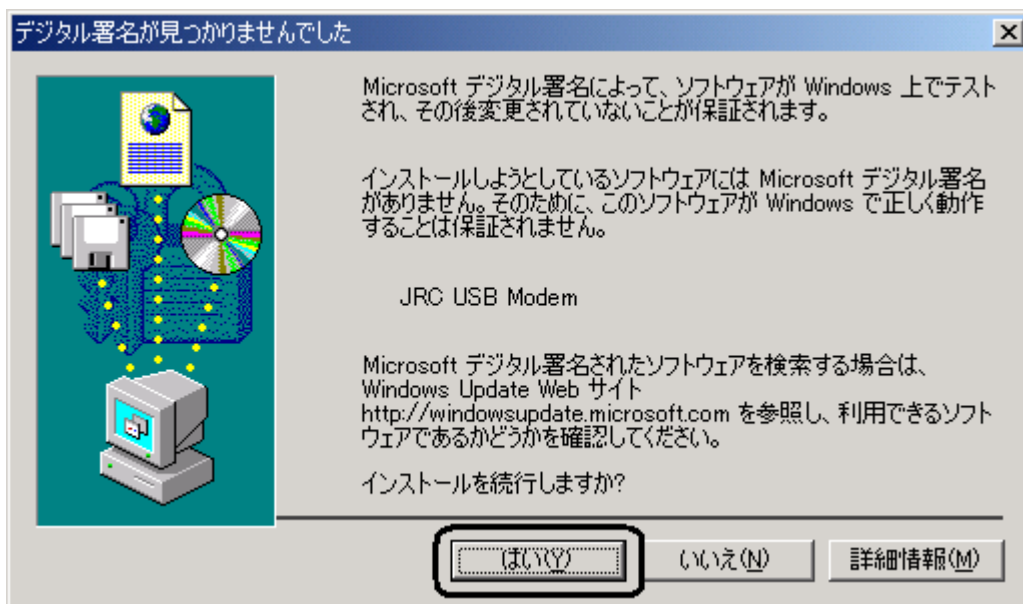 デジタル署名が見つかりませんでした
Microsoft デジタル署名によって、ソフトウェアが Windows 上でテスト
され、その後変更されていないことが保証されます。
インストールしようとしているソフトウェアには Microsoft デジタル署名
がありません。そのために、このソフトウェアが Windows で正しく動作
することは保証されません。
JRC USB Modem
Microsoft デジタル署名されたソフトウェアを検索する場合は、
Windows Update Web サイト
http://windowsupdate.microsoft.com を参照し、利用できるソフト
ウェアであるかどうかを確認してください。
インストールを続行しますか?
はい(Y) いいえ(N) 詳細情報(M)